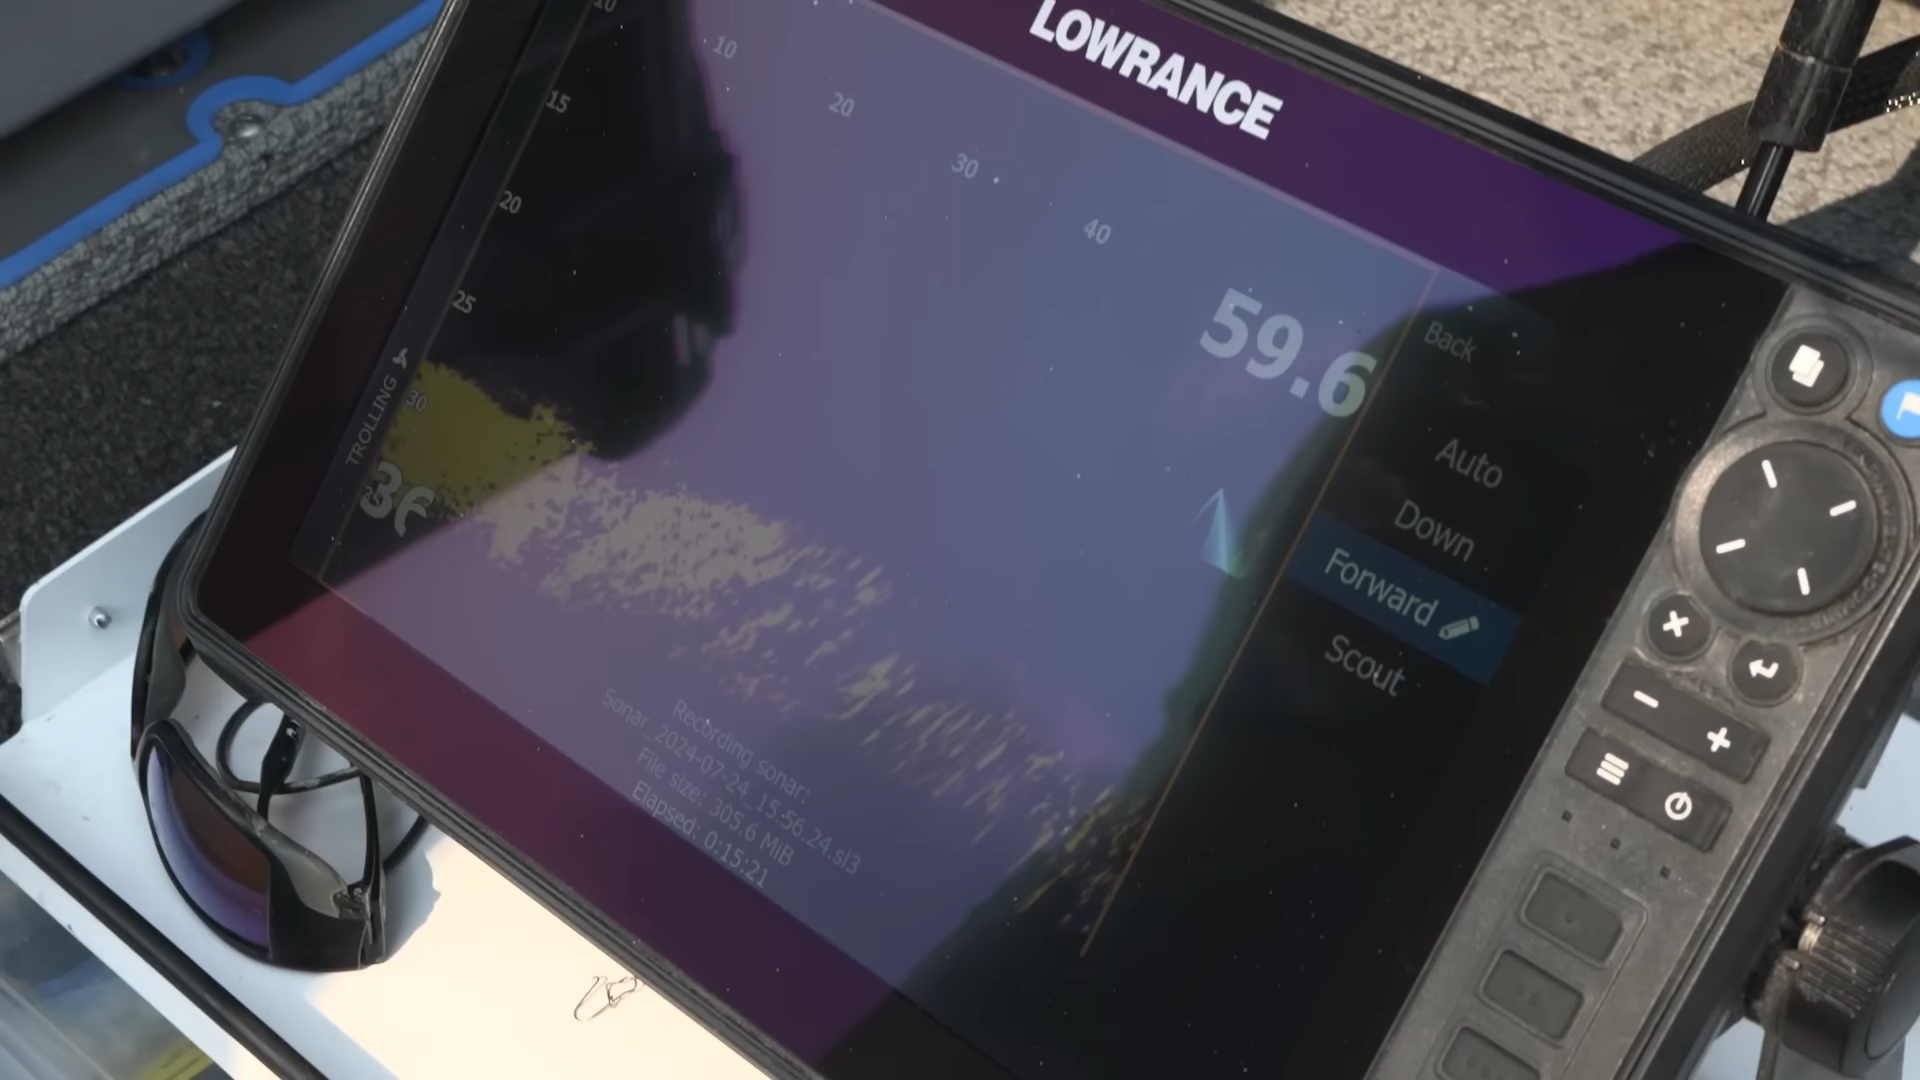 LOWRANCE
10
15
20
25
30
10
20
30
40
59.6
TROLLING
Back
Auto
Down
Forward
Scout
Recording sonar:
Sonar_2024-07-24_15:56.24.sl3
File size: 305.6 MiB
Elapsed: 0:15:21